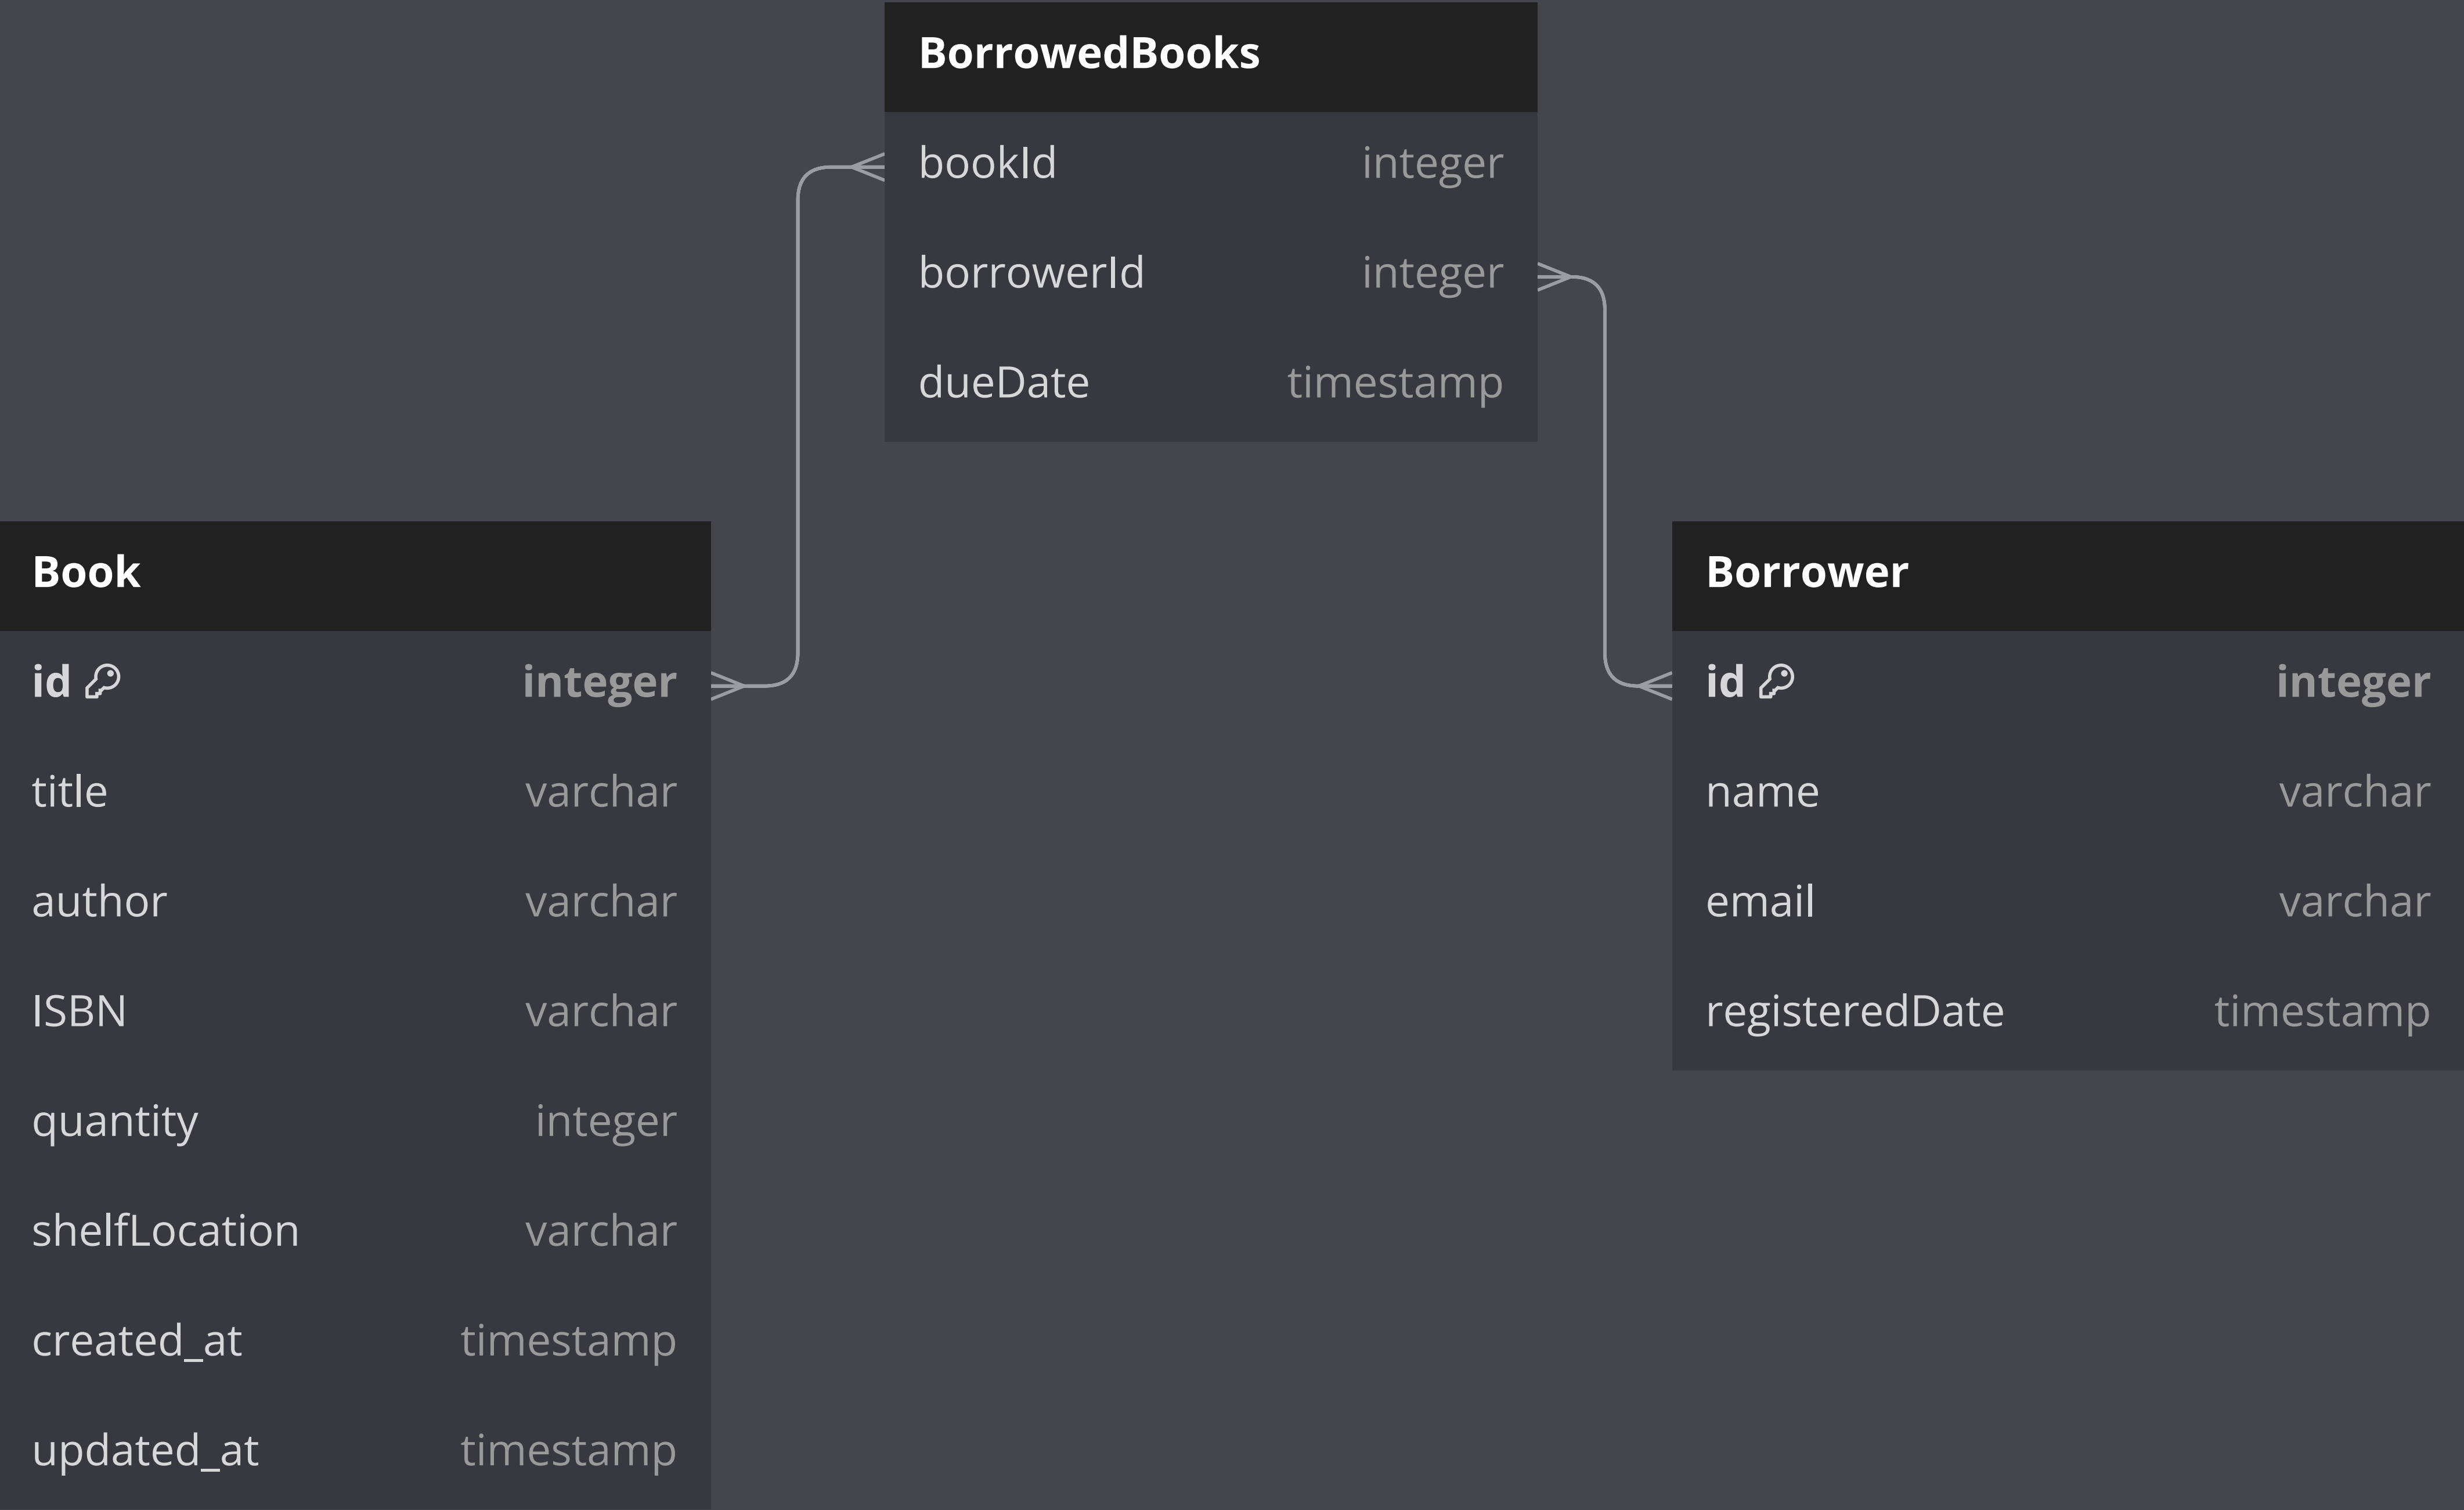 BorrowedBooks
bookId integer
borrowerId integer
dueDate timestamp
Book
id integer
title varchar
author varchar
ISBN varchar
quantity integer
shelfLocation varchar
created_at timestamp
updated_at timestamp
Borrower
id integer
name varchar
email varchar
registeredDate timestamp